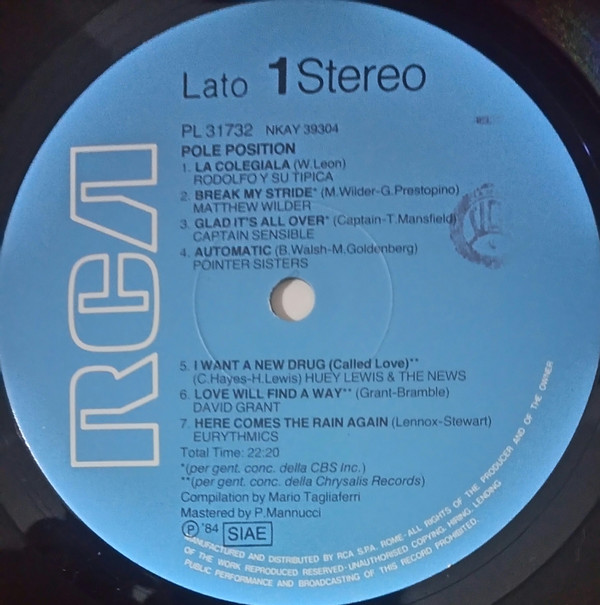 Lato 1 Stereo
PL 31732 NKAY 39304
POLE POSITION
1. LA COLEGIALA (W.Leon)
RODOLFO Y SU TIPICA
2. BREAK MY STRIDE* (M.Wilder-G.Prestopino)
MATTHEW WILDER
3. GLAD IT'S ALL OVER* (Captain-T.Mansfield)
CAPTAIN SENSIBLE
4. AUTOMATIC (B.Walsh-M.Goldenberg)
POINTER SISTERS
RCA
5. I WANT A NEW DRUG (Called Love)**
(C.Hayes-H.Lewis) HUEY LEWIS & THE NEWS
6. LOVE WILL FIND A WAY** (Grant-Bramble)
DAVID GRANT
7. HERE COMES THE RAIN AGAIN (Lennox-Stewart)
EURYTHMICS
Total Time: 22:20
*(per gent. conc. della CBS Inc.)
**(per gent. conc. della Chrysalis Records)
Compilation by Mario Tagliaferri
Mastered by P.Mannucci
Ⓟ '84 SIAE
MANUFACTURED AND DISTRIBUTED BY RCA S.P.A. ROME-ALL RIGHTS OF THE PRODUCER AND OF THE OWNER
OF THE WORK REPRODUCED RESERVED-UNAUTHORISED COPYING, HIRING, LENDING
PUBLIC PERFORMANCE AND BROADCASTING OF THIS RECORD PROHIBITED.